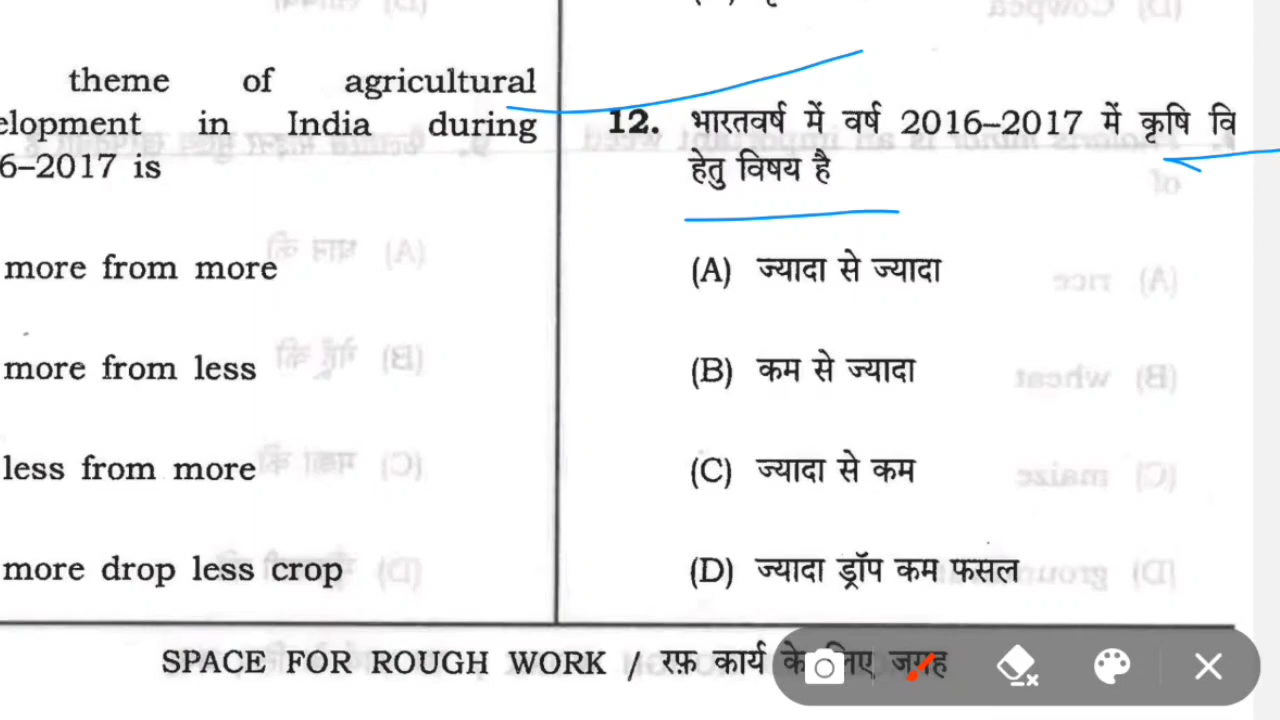 theme of agricultural
elopment in India during
6–2017 is
more from more
more from less
less from more
more drop less crop
12. भारतवर्ष में वर्ष 2016–2017 में कृषि वि
हेतु विषय है
(A) ज्यादा से ज्यादा
(B) कम से ज्यादा
(C) ज्यादा से कम
(D) ज्यादा ड्रॉप कम फसल
SPACE FOR ROUGH WORK / रफ़ कार्य के लिए जगह